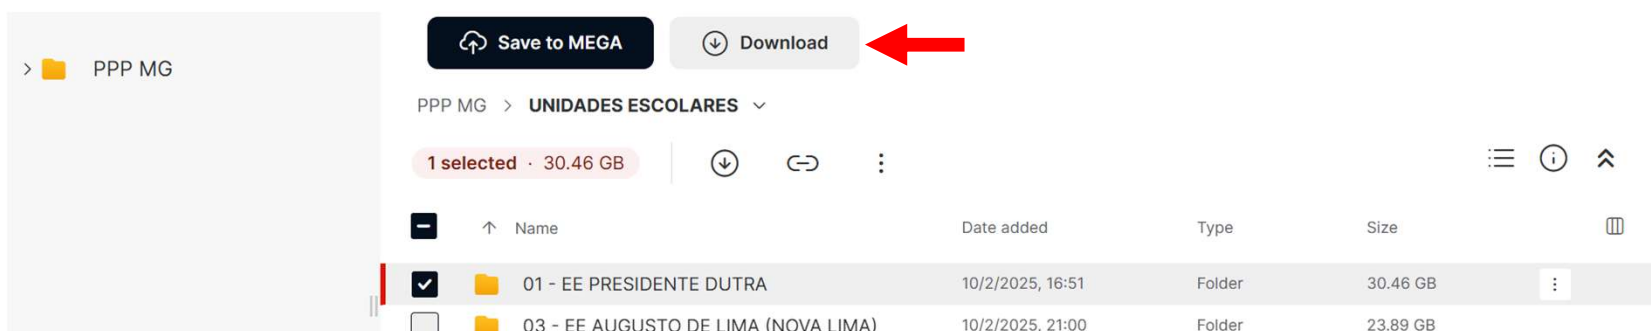 Save to MEGA Download
PPP MG
PPP MG > UNIDADES ESCOLARES
1 selected · 30.46 GB
Name Date added Type Size
01 - EE PRESIDENTE DUTRA 10/2/2025, 16:51 Folder 30.46 GB
03 - EE AUGUSTO DE LIMA (NOVA LIMA) 10/2/2025, 21:00 Folder 23.89 GB